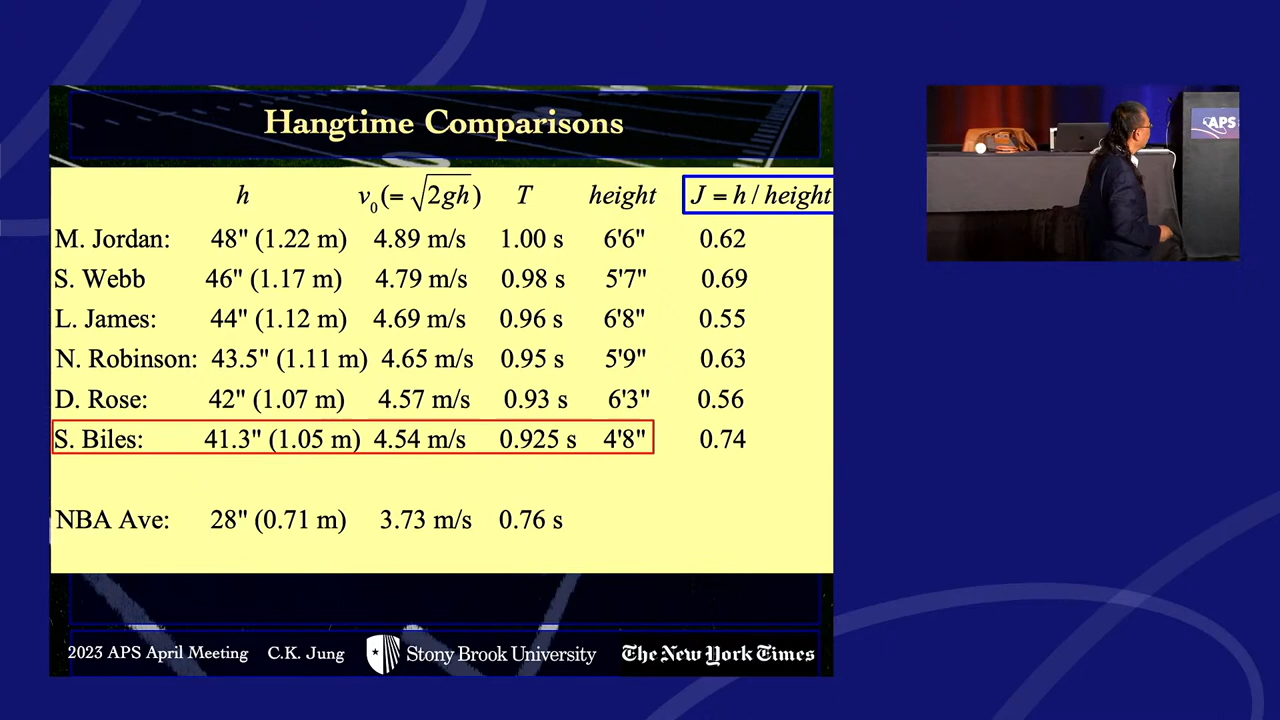 Hangtime Comparisons
h v₀(= √2gh) T height J = h / height
M. Jordan: 48" (1.22 m) 4.89 m/s 1.00 s 6'6" 0.62
S. Webb 46" (1.17 m) 4.79 m/s 0.98 s 5'7" 0.69
L. James: 44" (1.12 m) 4.69 m/s 0.96 s 6'8" 0.55
N. Robinson: 43.5" (1.11 m) 4.65 m/s 0.95 s 5'9" 0.63
D. Rose: 42" (1.07 m) 4.57 m/s 0.93 s 6'3" 0.56
S. Biles: 41.3" (1.05 m) 4.54 m/s 0.925 s 4'8" 0.74
NBA Ave: 28" (0.71 m) 3.73 m/s 0.76 s
2023 APS April Meeting C.K. Jung Stony Brook University The New York Times
APS